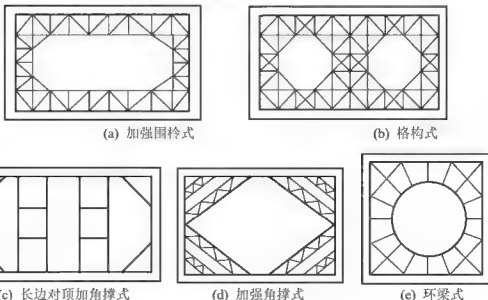 (a) 加强围柃式
(b) 格构式
(c) 长边对顶加角撑式
(d) 加强角撑式
(e) 环梁式